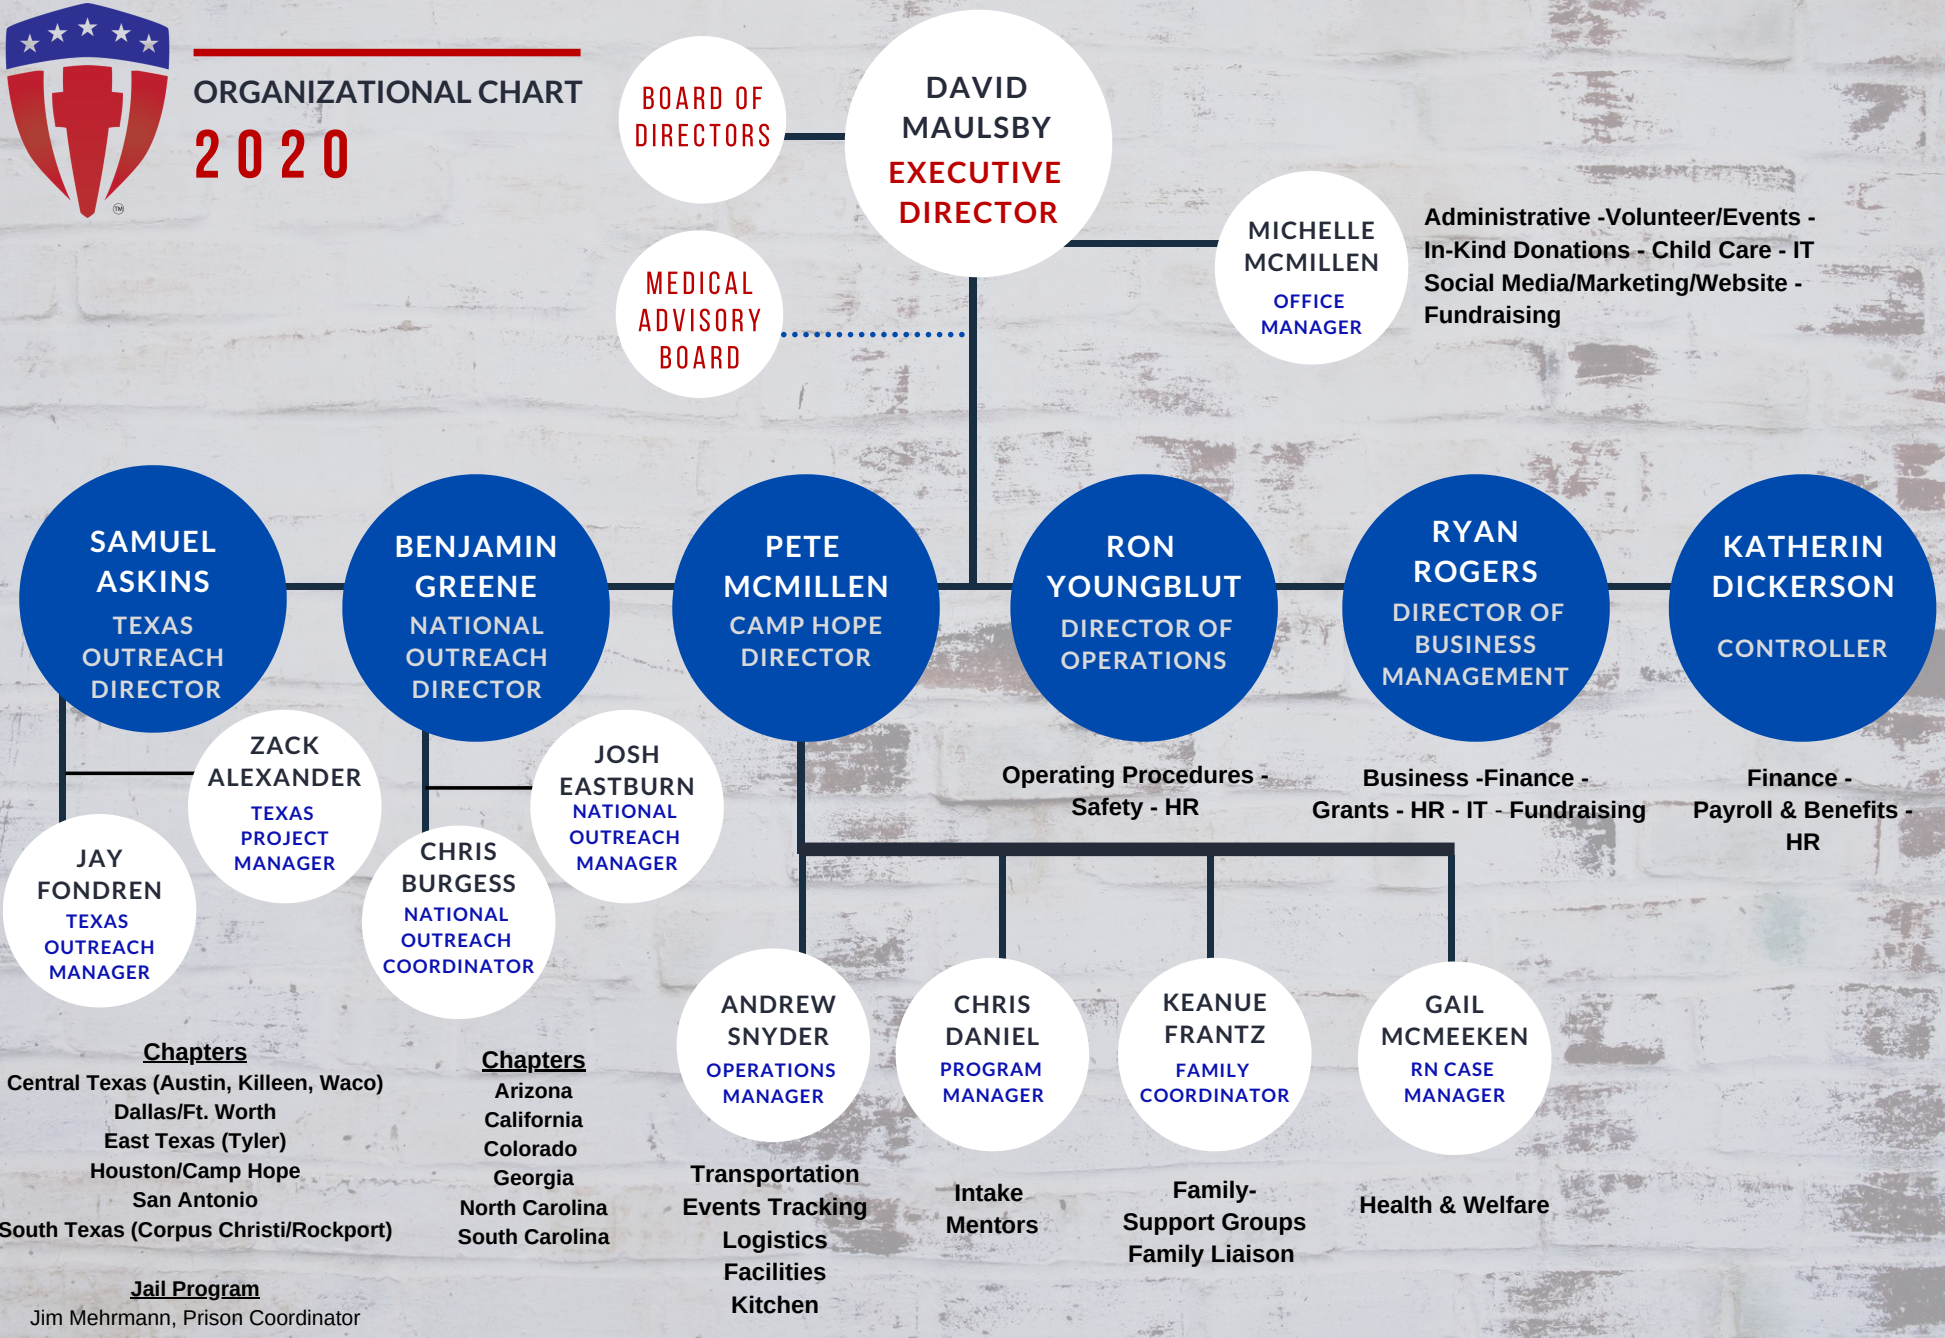 ORGANIZATIONAL CHART
2020
TM
BOARD OF
DIRECTORS
DAVID
MAULSBY
EXECUTIVE
DIRECTOR
MEDICAL
ADVISORY
BOARD
MICHELLE
MCMILLEN
OFFICE
MANAGER
Administrative -Volunteer/Events -
In-Kind Donations - Child Care - IT
Social Media/Marketing/Website -
Fundraising
SAMUEL
ASKINS
TEXAS
OUTREACH
DIRECTOR
BENJAMIN
GREENE
NATIONAL
OUTREACH
DIRECTOR
PETE
MCMILLEN
CAMP HOPE
DIRECTOR
RON
YOUNGBLUT
DIRECTOR OF
OPERATIONS
RYAN
ROGERS
DIRECTOR OF
BUSINESS
MANAGEMENT
KATHERIN
DICKERSON
CONTROLLER
ZACK
ALEXANDER
TEXAS
PROJECT
MANAGER
JAY
FONDREN
TEXAS
OUTREACH
MANAGER
JOSH
EASTBURN
NATIONAL
OUTREACH
MANAGER
CHRIS
BURGESS
NATIONAL
OUTREACH
COORDINATOR
Operating Procedures -
Safety - HR
Business -Finance -
Grants - HR - IT - Fundraising
Finance -
Payroll & Benefits -
HR
ANDREW
SNYDER
OPERATIONS
MANAGER
CHRIS
DANIEL
PROGRAM
MANAGER
KEANUE
FRANTZ
FAMILY
COORDINATOR
GAIL
MCMEEKEN
RN CASE
MANAGER
Chapters
Central Texas (Austin, Killeen, Waco)
Dallas/Ft. Worth
East Texas (Tyler)
Houston/Camp Hope
San Antonio
South Texas (Corpus Christi/Rockport)
Jail Program
Jim Mehrmann, Prison Coordinator
Chapters
Arizona
California
Colorado
Georgia
North Carolina
South Carolina
Transportation
Events Tracking
Logistics
Facilities
Kitchen
Intake
Mentors
Family-
Support Groups
Family Liaison
Health & Welfare